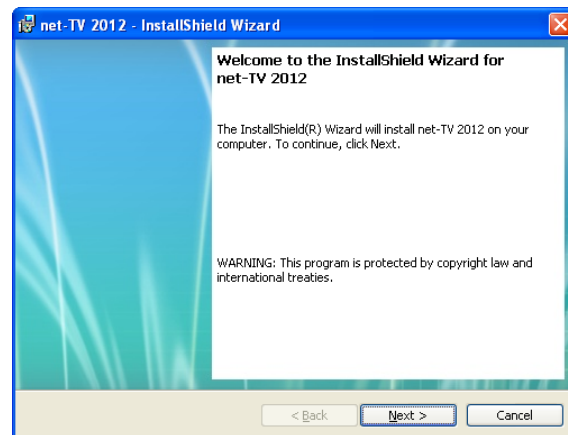 net-TV 2012 - InstallShield Wizard
Welcome to the InstallShield Wizard for
net-TV 2012
The InstallShield(R) Wizard will install net-TV 2012 on your
computer. To continue, click Next.
WARNING: This program is protected by copyright law and
international treaties.
< Back Next > Cancel